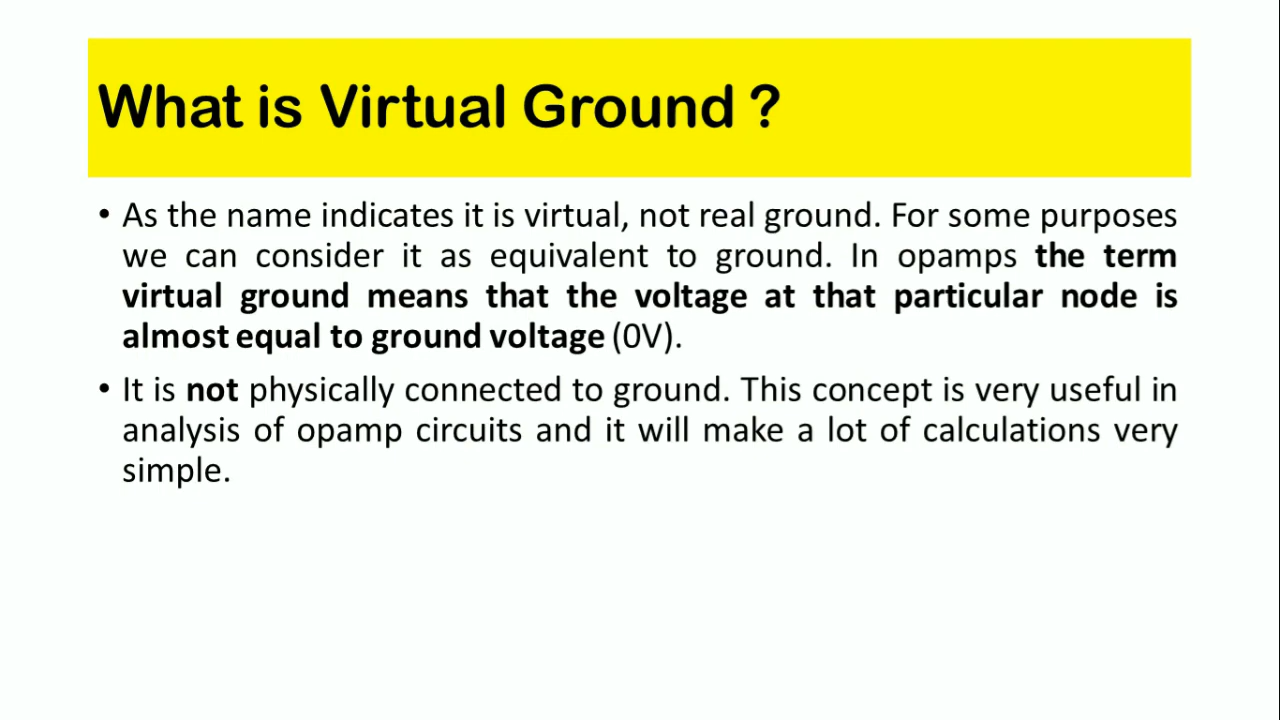 What is Virtual Ground ?
• As the name indicates it is virtual, not real ground. For some purposes
we can consider it as equivalent to ground. In opamps the term
virtual ground means that the voltage at that particular node is
almost equal to ground voltage (0V).
• It is not physically connected to ground. This concept is very useful in
analysis of opamp circuits and it will make a lot of calculations very
simple.